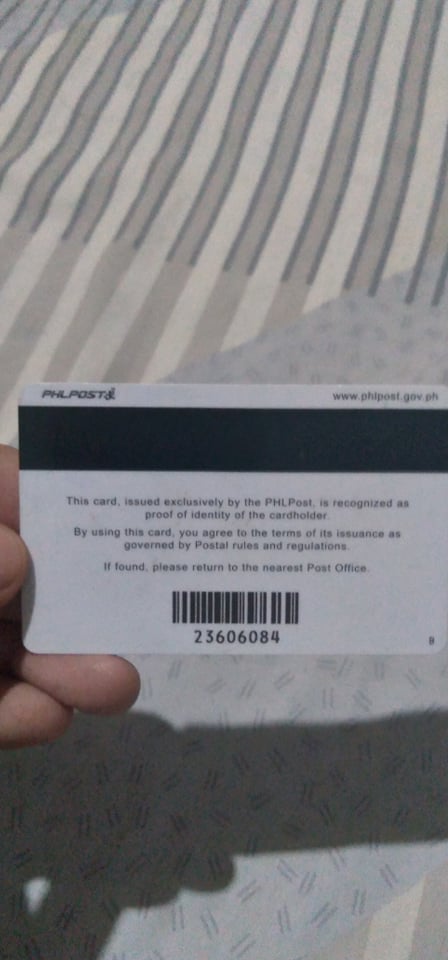 PHLPOST
www.phlpost.gov.ph
This card, issued exclusively by the PHLPost, is recognized as
proof of identity of the cardholder.
By using this card, you agree to the terms of its issuance as
governed by Postal rules and regulations.
If found, please return to the nearest Post Office.
23606084